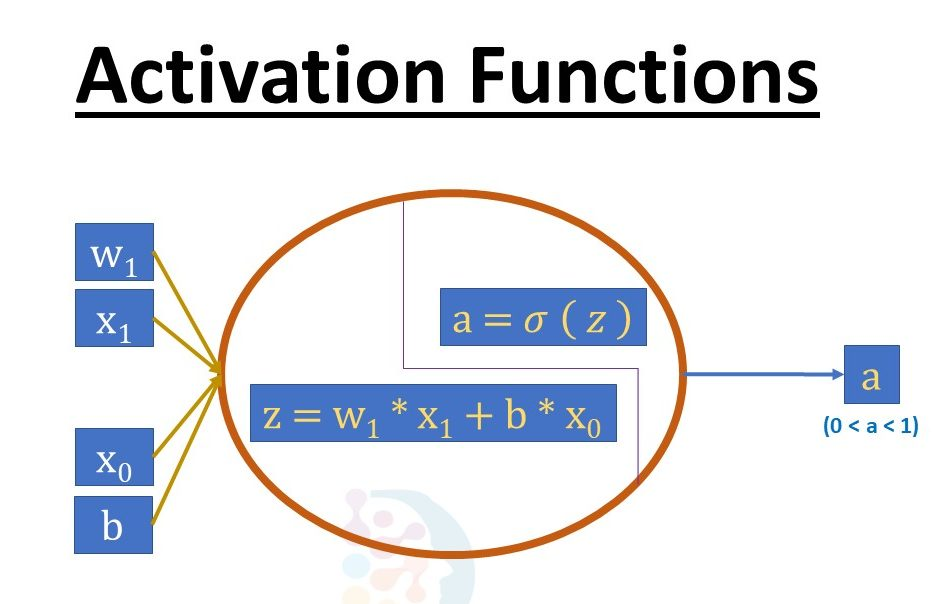 Activation Functions
w₁
x₁
a = σ ( z )
z = w₁ * x₁ + b * x₀
a
(0 < a < 1)
x₀
b